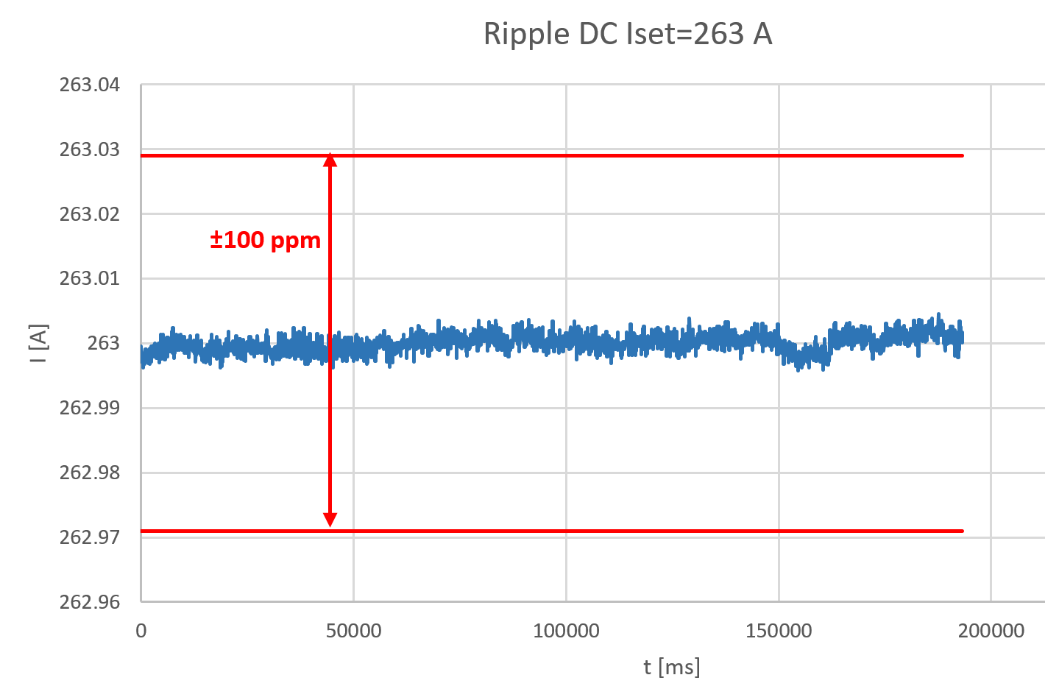 Ripple DC Iset=263 A
263.04
263.03
263.02
±100 ppm
263.01
I [A]
263
262.99
262.98
262.97
262.96
0 50000 100000 150000 200000
t [ms]